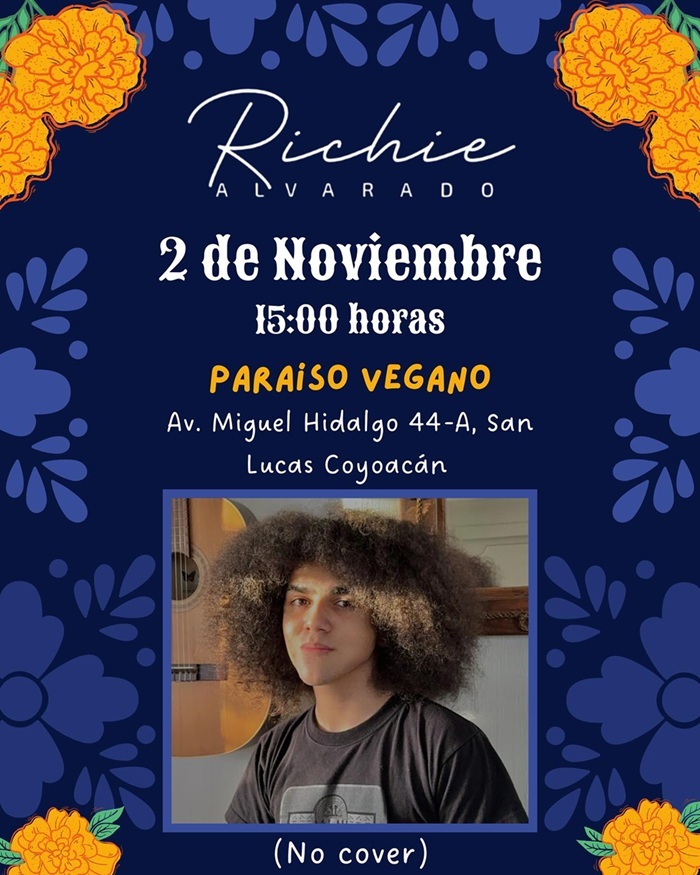 Richie
ALVARADO
2 de Noviembre
15:00 horas
PARAiSO VEGANO
Av. Miguel Hidalgo 44-A, San
Lucas Coyoacán
(No cover)